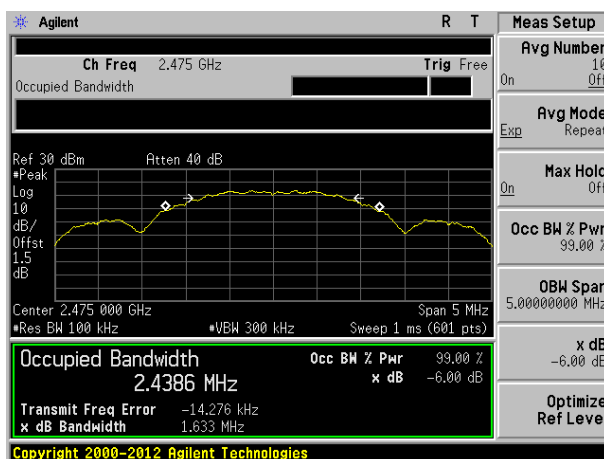 Agilent R T Meas Setup
Ch Freq 2.475 GHz Trig Free
Occupied Bandwidth
Ref 30 dBm Atten 40 dB
#Peak
Log
10
dB/
Offst
1.5
dB
Center 2.475 000 GHz Span 5 MHz
#Res BW 100 kHz #VBW 300 kHz Sweep 1 ms (601 pts)
Occupied Bandwidth Occ BW % Pwr 99.00 %
2.4386 MHz x dB -6.00 dB
Transmit Freq Error -14.276 kHz
x dB Bandwidth 1.633 MHz
Copyright 2000-2012 Agilent Technologies
Avg Number
10
On Off
Avg Mode
Exp Repeat
Max Hold
On Off
Occ BW % Pwr
99.00 %
OBW Span
5.00000000 MHz
x dB
-6.00 dB
Optimize
Ref Level